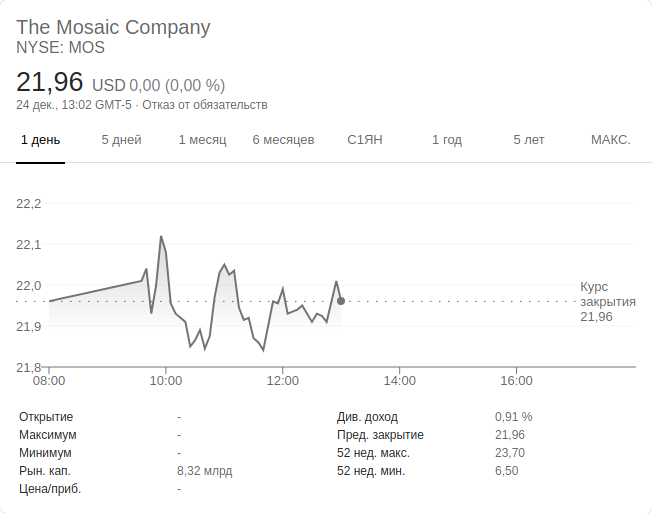 The Mosaic Company
NYSE: MOS
21,96 USD 0,00 (0,00 %)
24 дек., 13:02 GMT-5 · Отказ от обязательств
1 день 5 дней 1 месяц 6 месяцев С1ЯН 1 год 5 лет МАКС.
22,2
22,1
22,0
21,9
21,8
Курс
закрытия
21,96
08:00 10:00 12:00 14:00 16:00
Открытие - Див. доход 0,91 %
Максимум - Пред. закрытие 21,96
Минимум - 52 нед. макс. 23,70
Рын. кап. 8,32 млрд 52 нед. мин. 6,50
Цена/приб. -